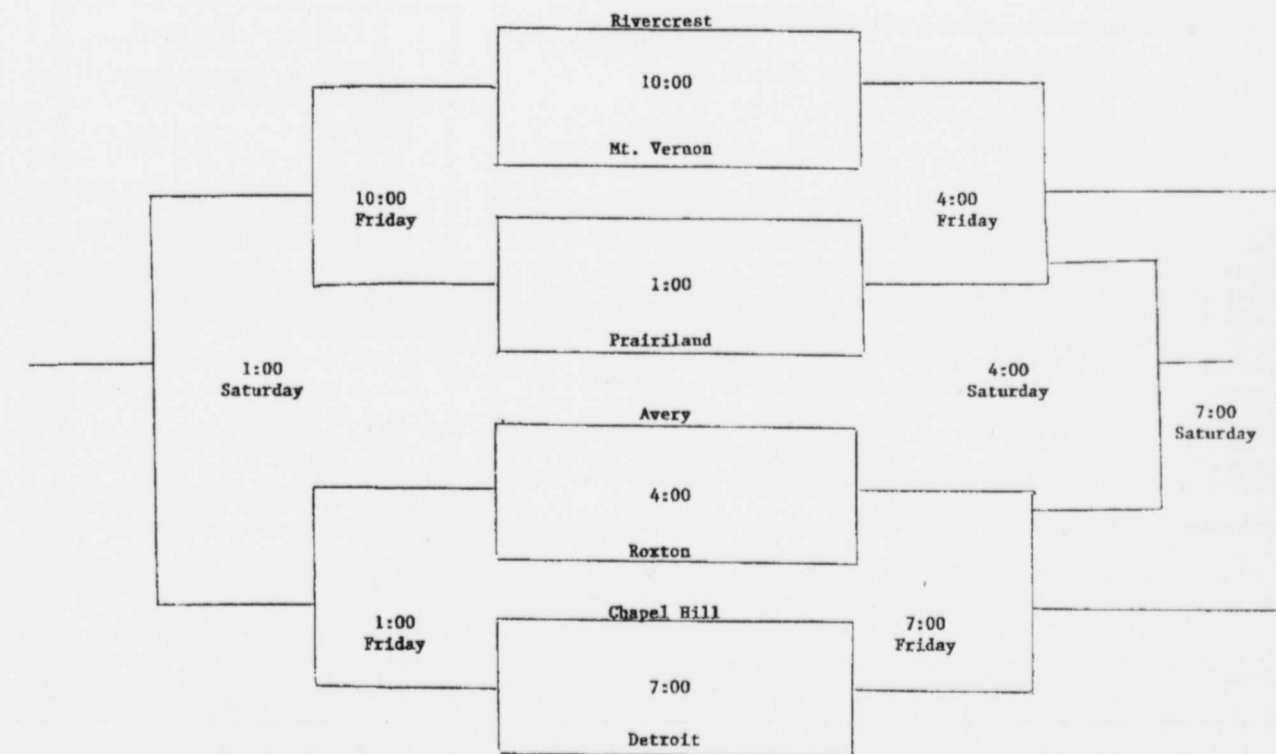 Rivercrest
10:00
Mt. Vernon
10:00
Friday
4:00
Friday
1:00
Prairiland
1:00
Saturday
4:00
Saturday
7:00
Saturday
Avery
4:00
Roxton
Chapel Hill
1:00
Friday
7:00
Friday
7:00
Detroit